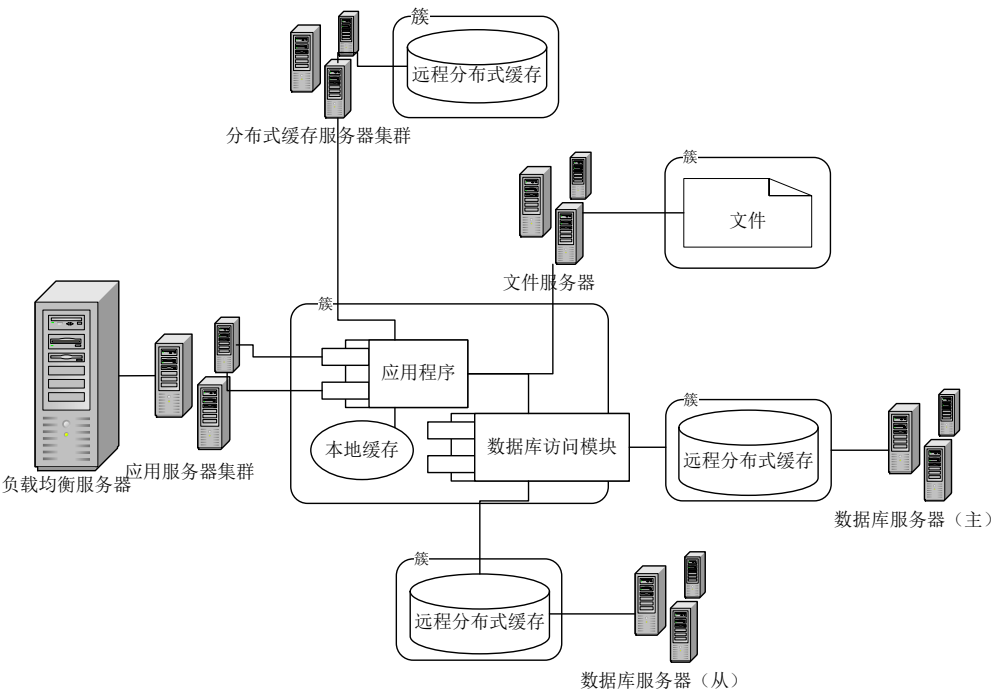 簇
远程分布式缓存
分布式缓存服务器集群
簇
文件
文件服务器
簇
应用程序
本地缓存
数据库访问模块
负载均衡服务器
应用服务器集群
簇
远程分布式缓存
数据库服务器（主）
簇
远程分布式缓存
数据库服务器（从）